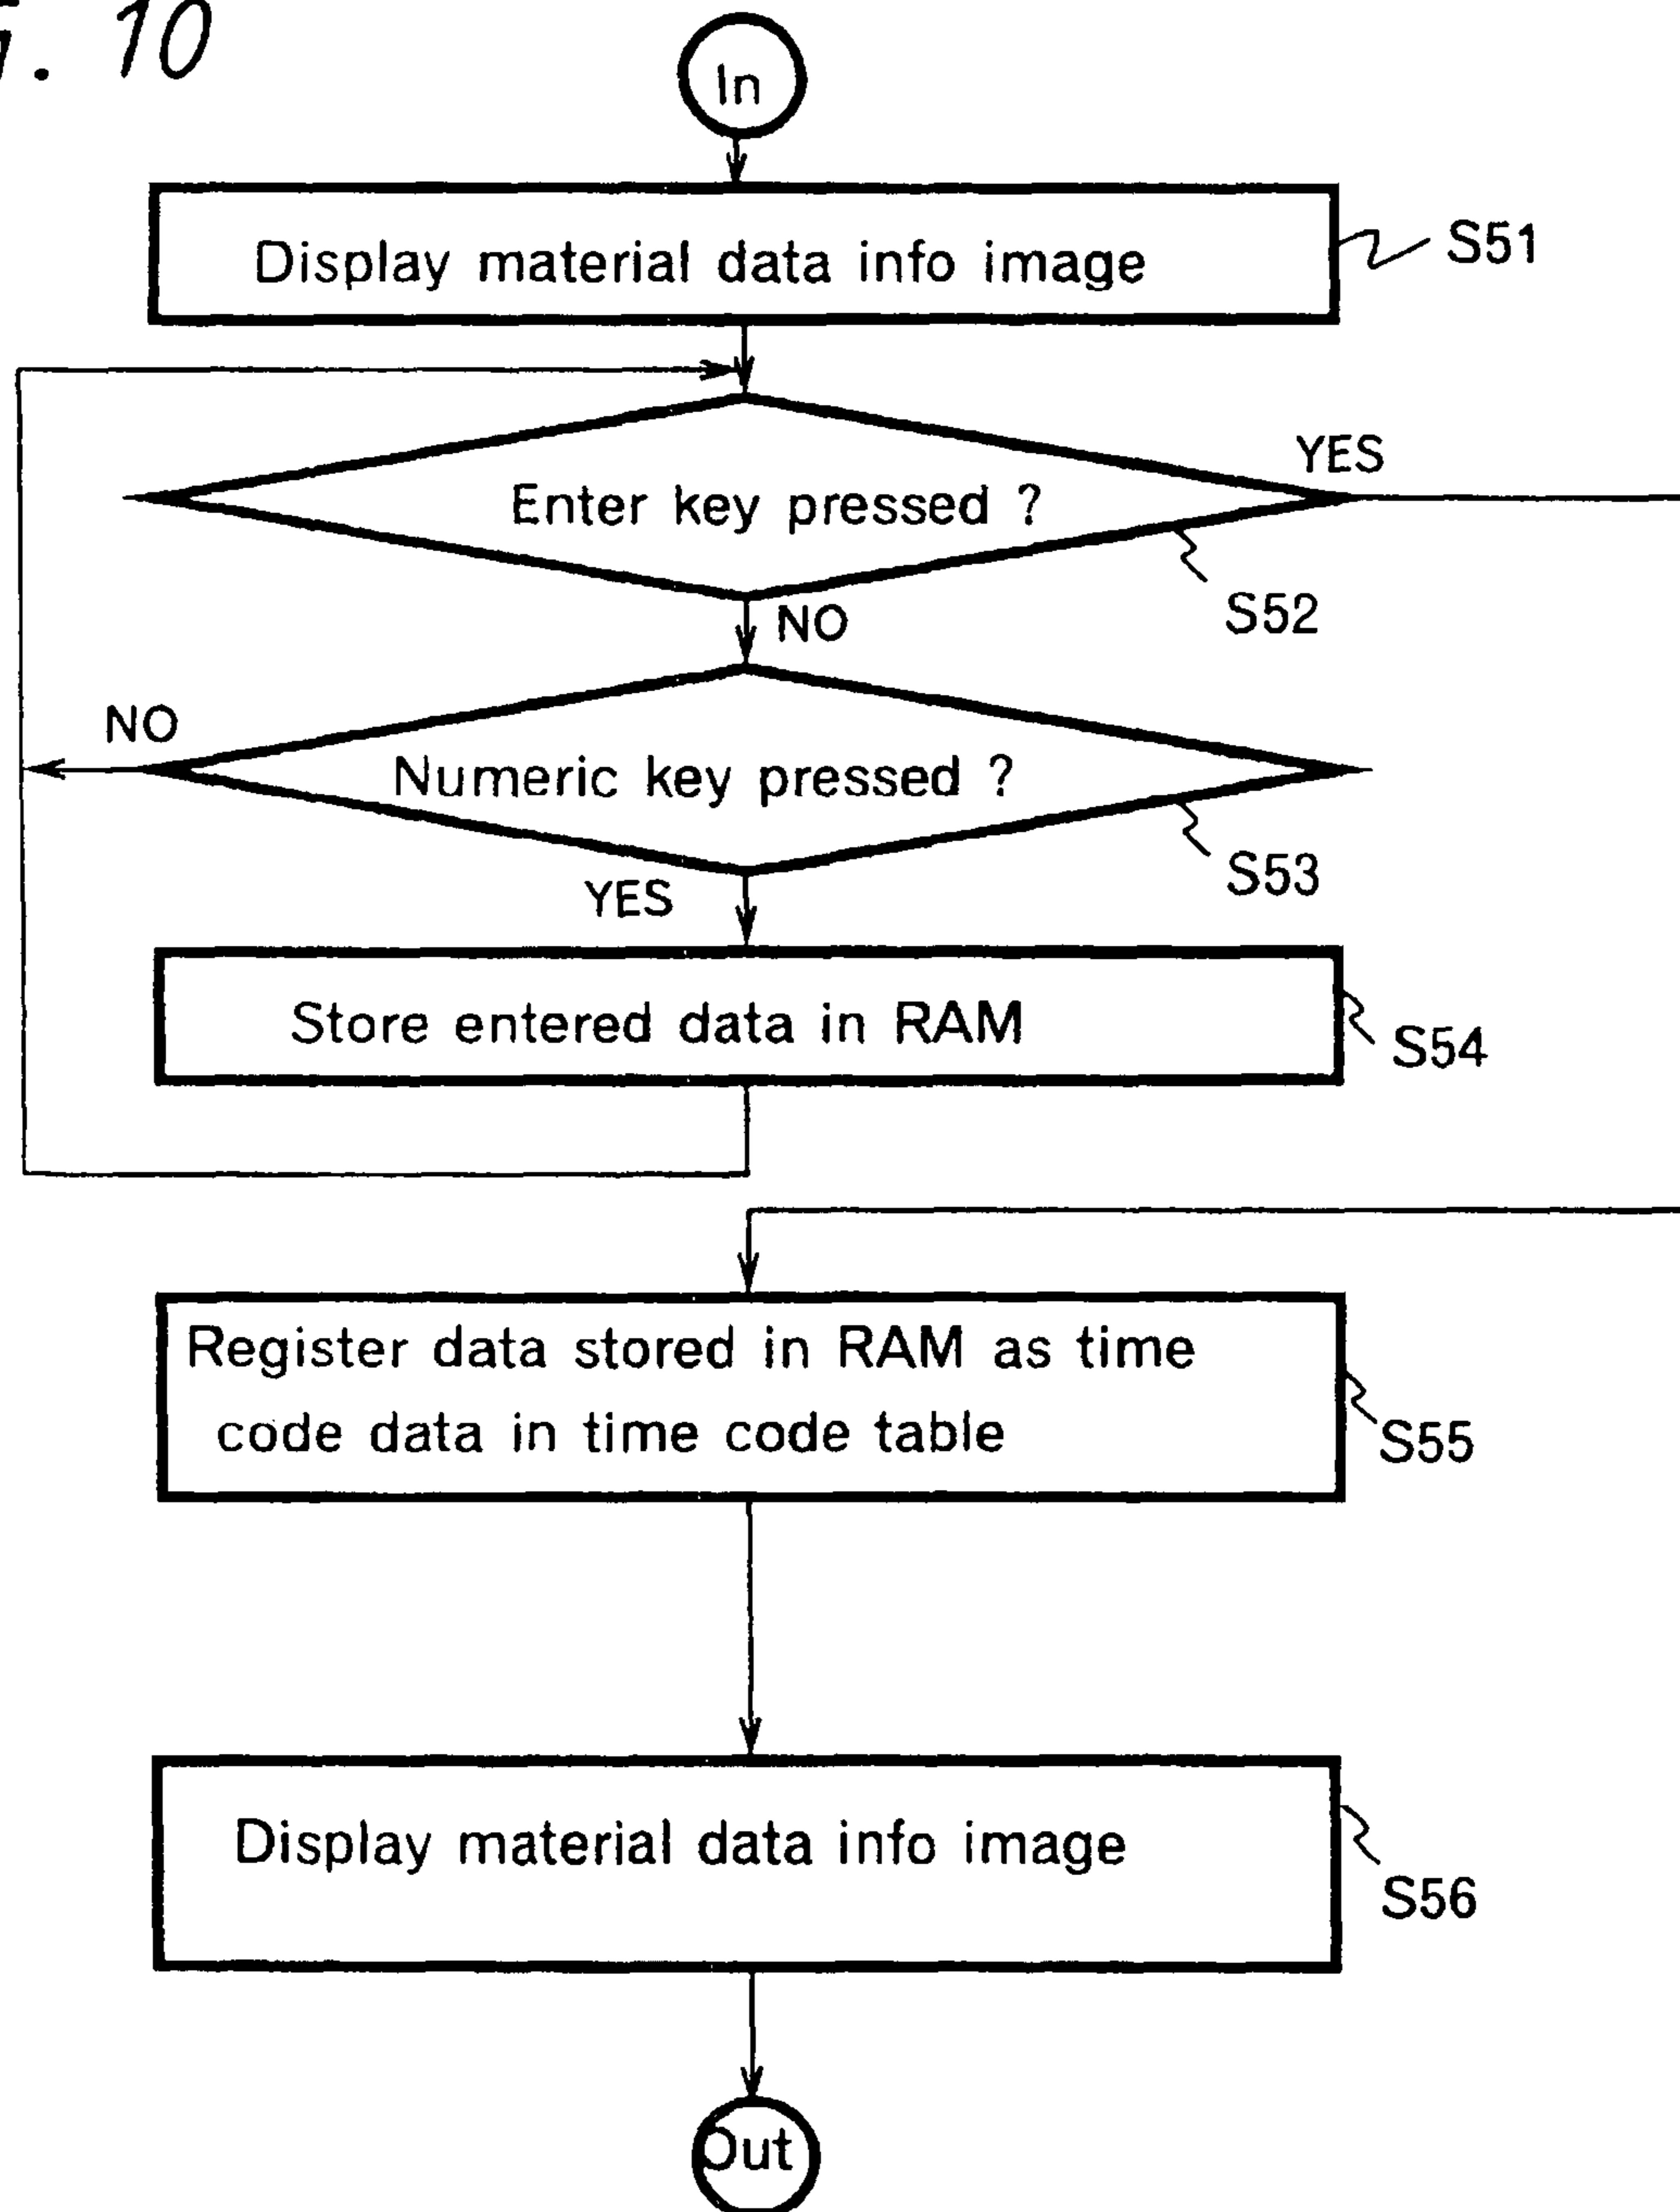 . 10
In
Display material data info image
S51
YES
Enter key pressed ?
S52
NO
NO
Numeric key pressed ?
S53
YES
Store entered data in RAM
S54
Register data stored in RAM as time
code data in time code table
S55
Display material data info image
S56
Out